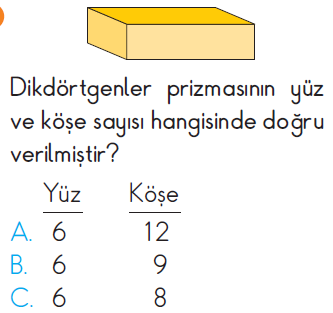 Dikdörtgenler prizmasının yüz
ve köşe sayısı hangisinde doğru
verilmiştir?
Yüz Köşe
A. 6 12
B. 6 9
C. 6 8